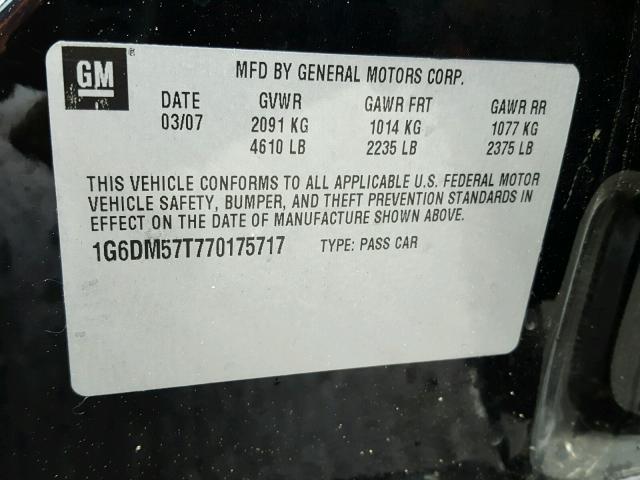 GM®
MFD BY GENERAL MOTORS CORP.
DATE GVWR GAWR FRT GAWR RR
03/07 2091 KG 1014 KG 1077 KG
4610 LB 2235 LB 2375 LB
THIS VEHICLE CONFORMS TO ALL APPLICABLE U.S. FEDERAL MOTOR
VEHICLE SAFETY, BUMPER, AND THEFT PREVENTION STANDARDS IN
EFFECT ON THE DATE OF MANUFACTURE SHOWN ABOVE.
1G6DM57T770175717 TYPE: PASS CAR